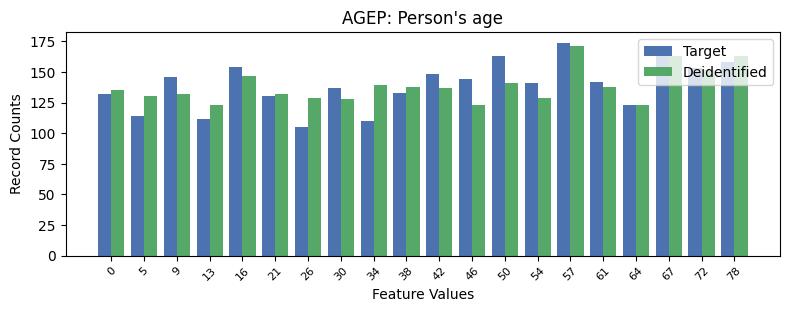 AGEP: Person's age
Record Counts
175
150
125
100
75
50
25
0
Target
Deidentified
0 5 9 13 16 21 26 30 34 38 42 46 50 54 57 61 64 67 72 78
Feature Values